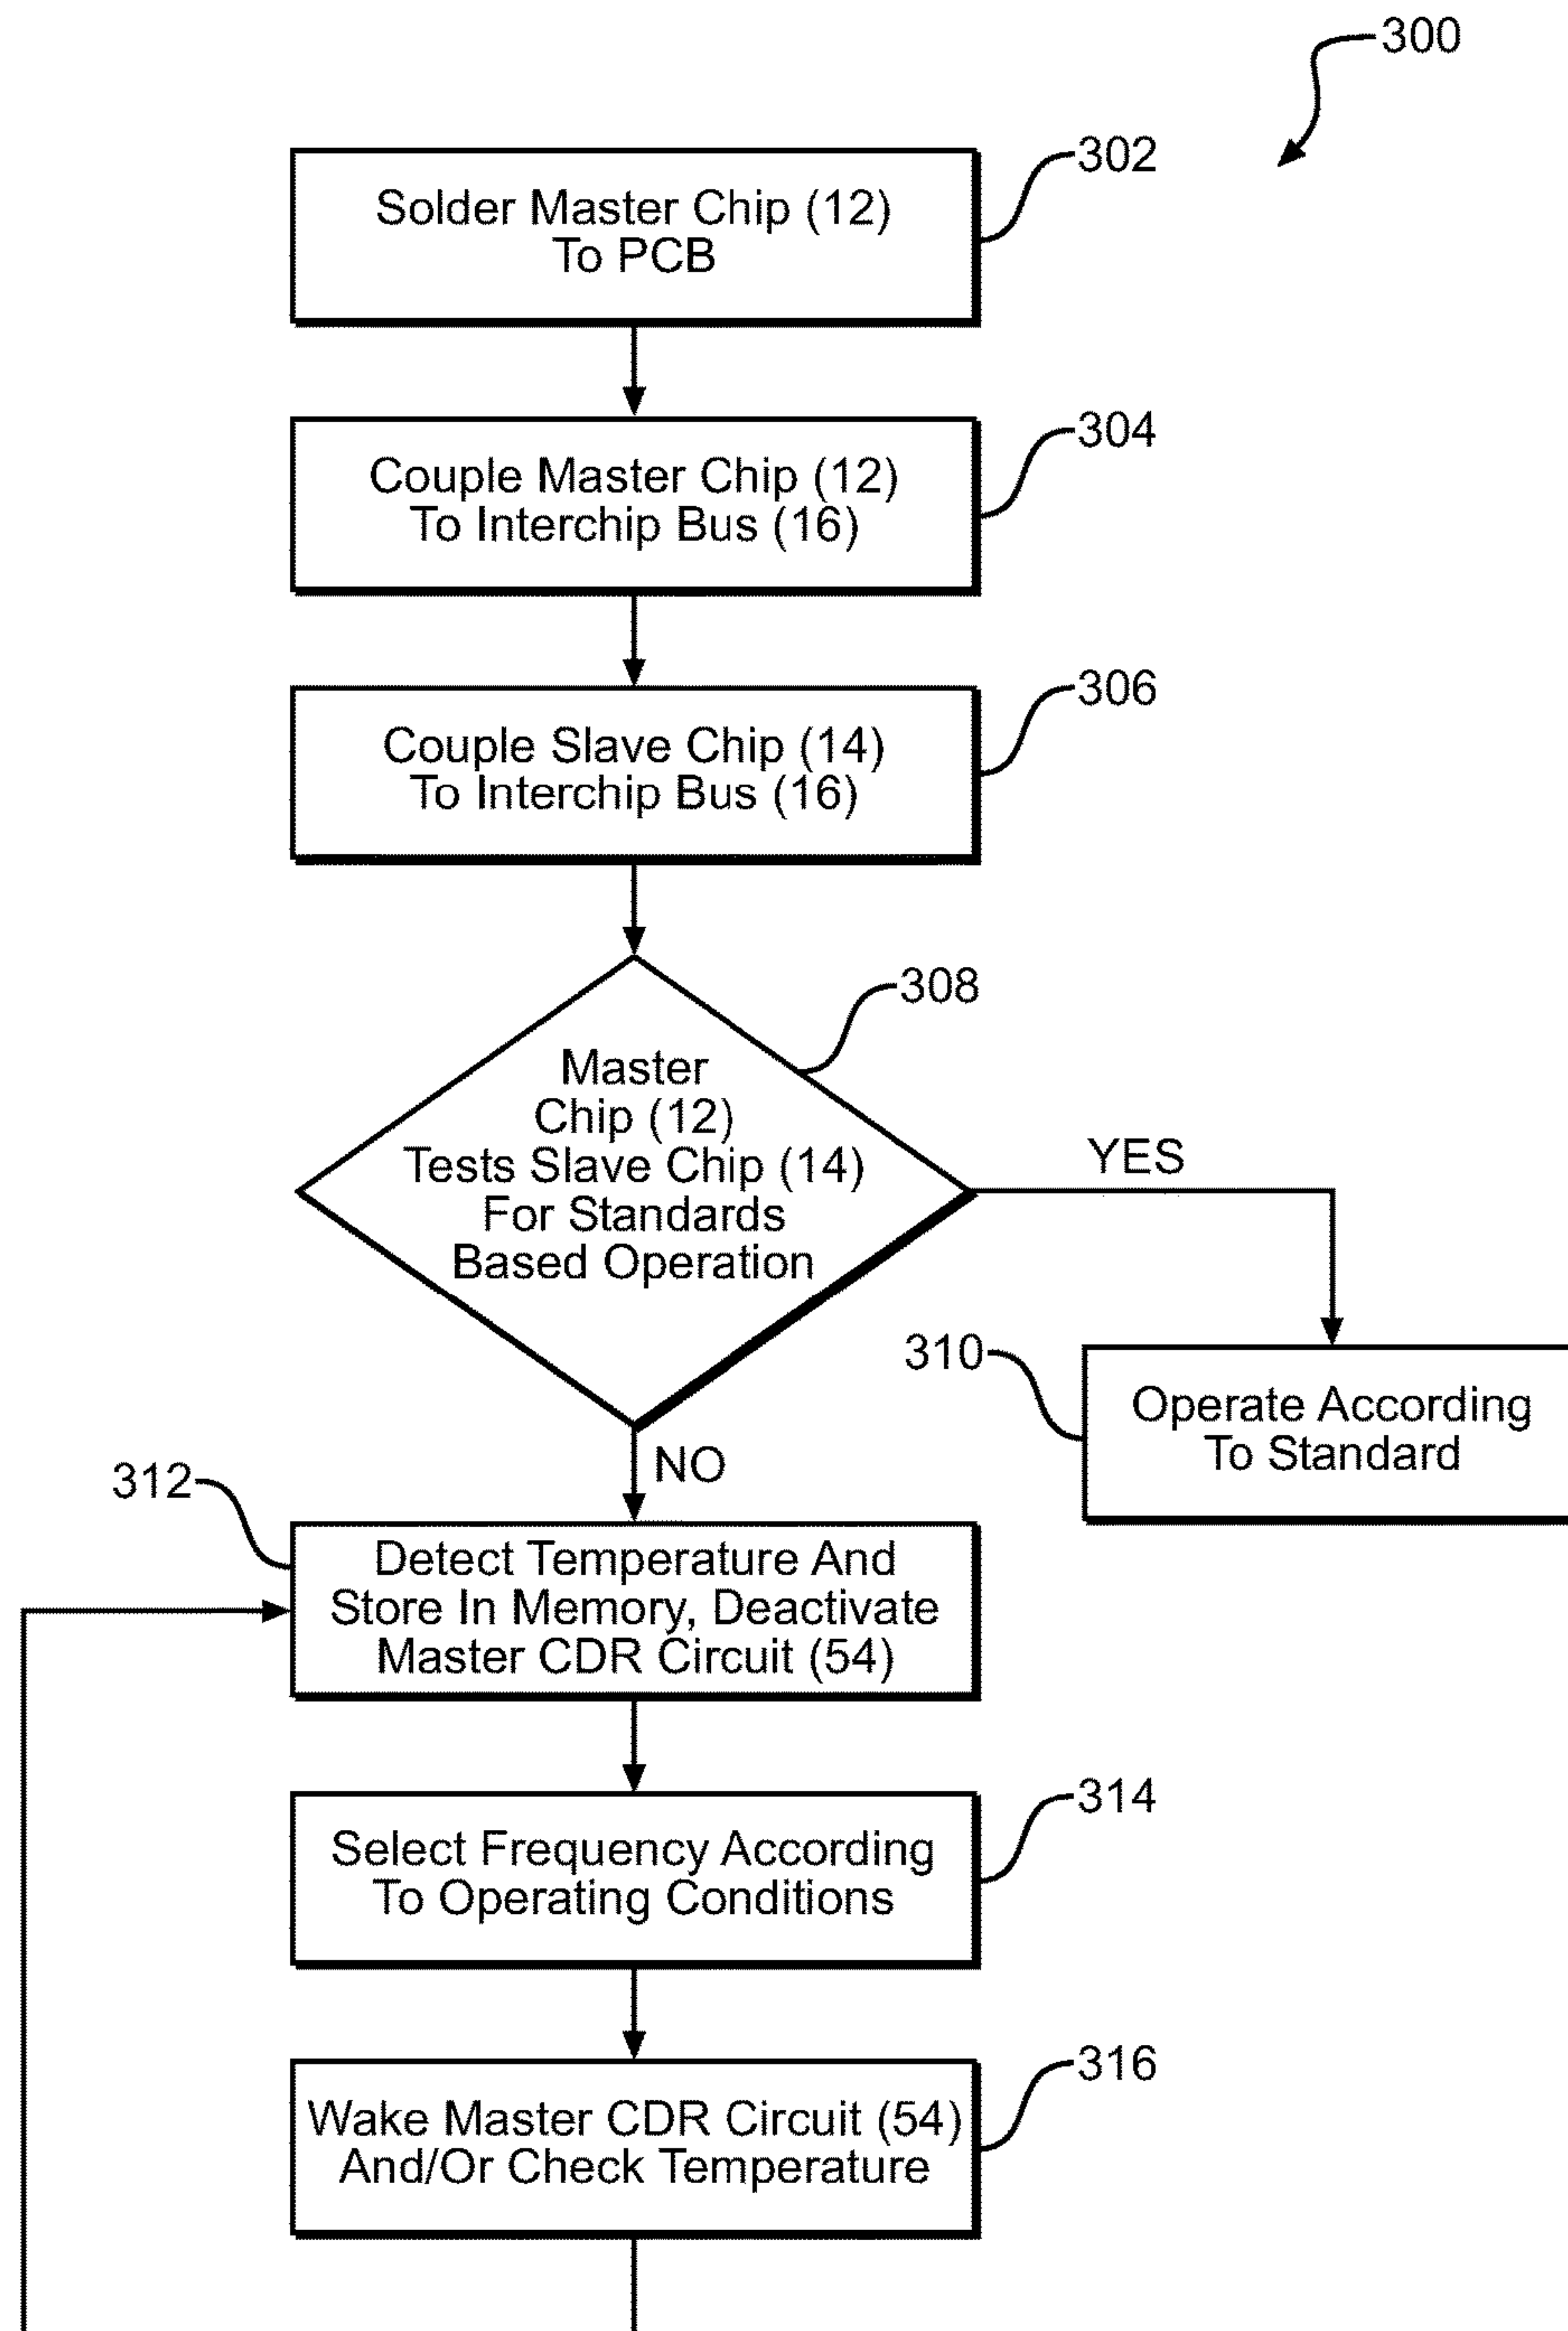 300
302
Solder Master Chip (12)
To PCB
304
Couple Master Chip (12)
To Interchip Bus (16)
306
Couple Slave Chip (14)
To Interchip Bus (16)
308
Master
Chip (12)
Tests Slave Chip (14)
For Standards
Based Operation
YES
310
Operate According
To Standard
NO
312
Detect Temperature And
Store In Memory, Deactivate
Master CDR Circuit (54)
314
Select Frequency According
To Operating Conditions
316
Wake Master CDR Circuit (54)
And/Or Check Temperature